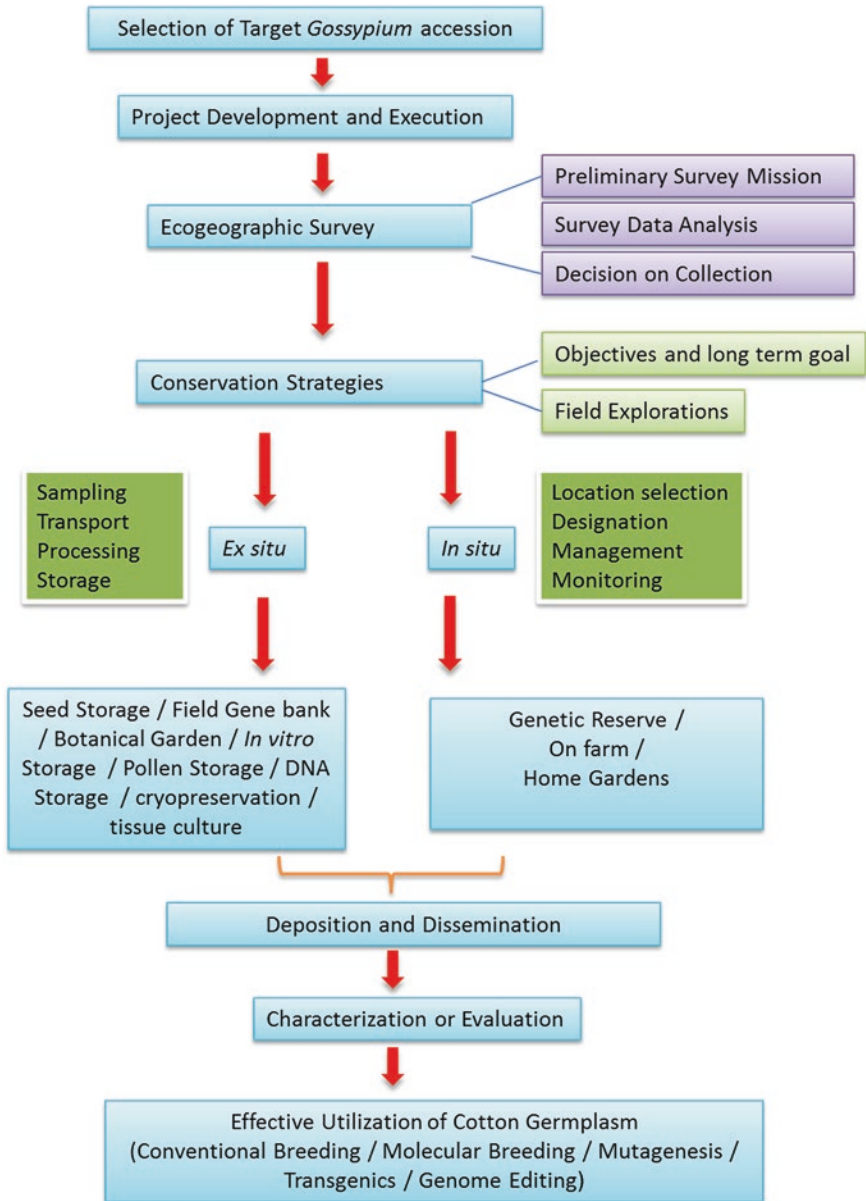 Selection of Target Gossypium accession
Project Development and Execution
Ecogeographic Survey
Preliminary Survey Mission
Survey Data Analysis
Decision on Collection
Conservation Strategies
Objectives and long term goal
Field Explorations
Sampling
Transport
Processing
Storage
Ex situ
In situ
Location selection
Designation
Management
Monitoring
Seed Storage / Field Gene bank
/ Botanical Garden / In vitro
Storage / Pollen Storage / DNA
Storage / cryopreservation /
tissue culture
Genetic Reserve /
On farm /
Home Gardens
Deposition and Dissemination
Characterization or Evaluation
Effective Utilization of Cotton Germplasm
(Conventional Breeding / Molecular Breeding / Mutagenesis /
Transgenics / Genome Editing)